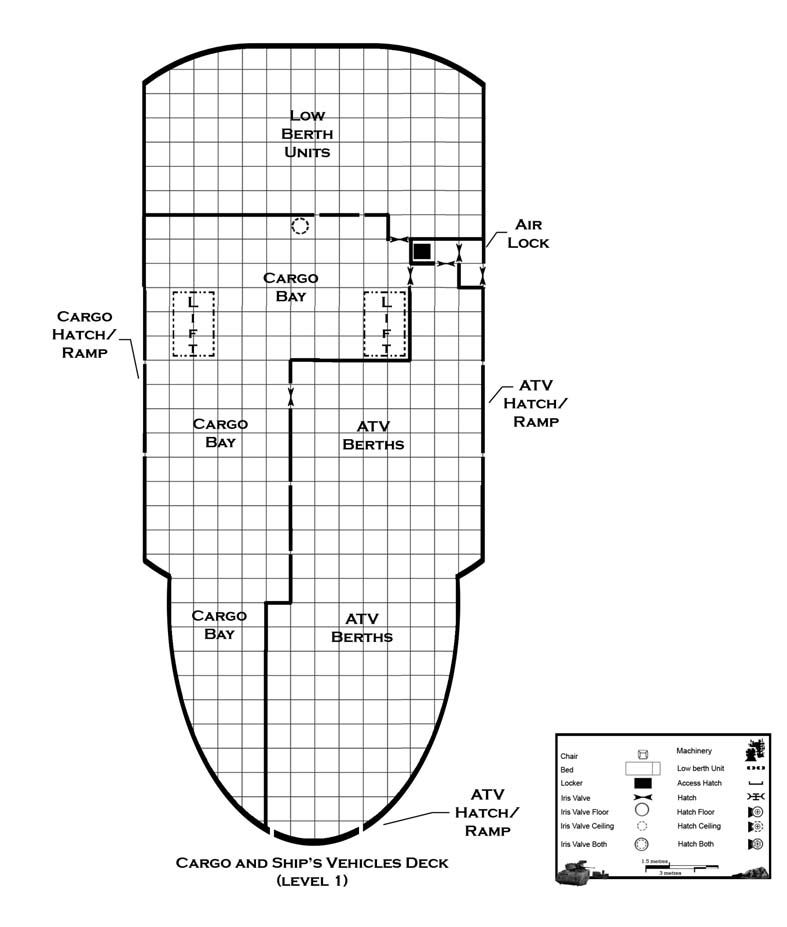 Low
Berth
Units
Air
Lock
Cargo
Bay
L
I
F
T
L
I
F
T
Cargo
Hatch/
Ramp
ATV
Hatch/
Ramp
Cargo
Bay
ATV
Berths
Cargo
Bay
ATV
Berths
ATV
Hatch/
Ramp
Cargo and Ship's Vehicles Deck
(level 1)
Chair
Machinery
Bed
Low berth Unit
Locker
Access Hatch
Iris Valve
Hatch
Iris Valve Floor
Hatch Floor
Iris Valve Ceiling
Hatch Ceiling
Iris Valve Both
Hatch Both
1.5 metres
3 metres